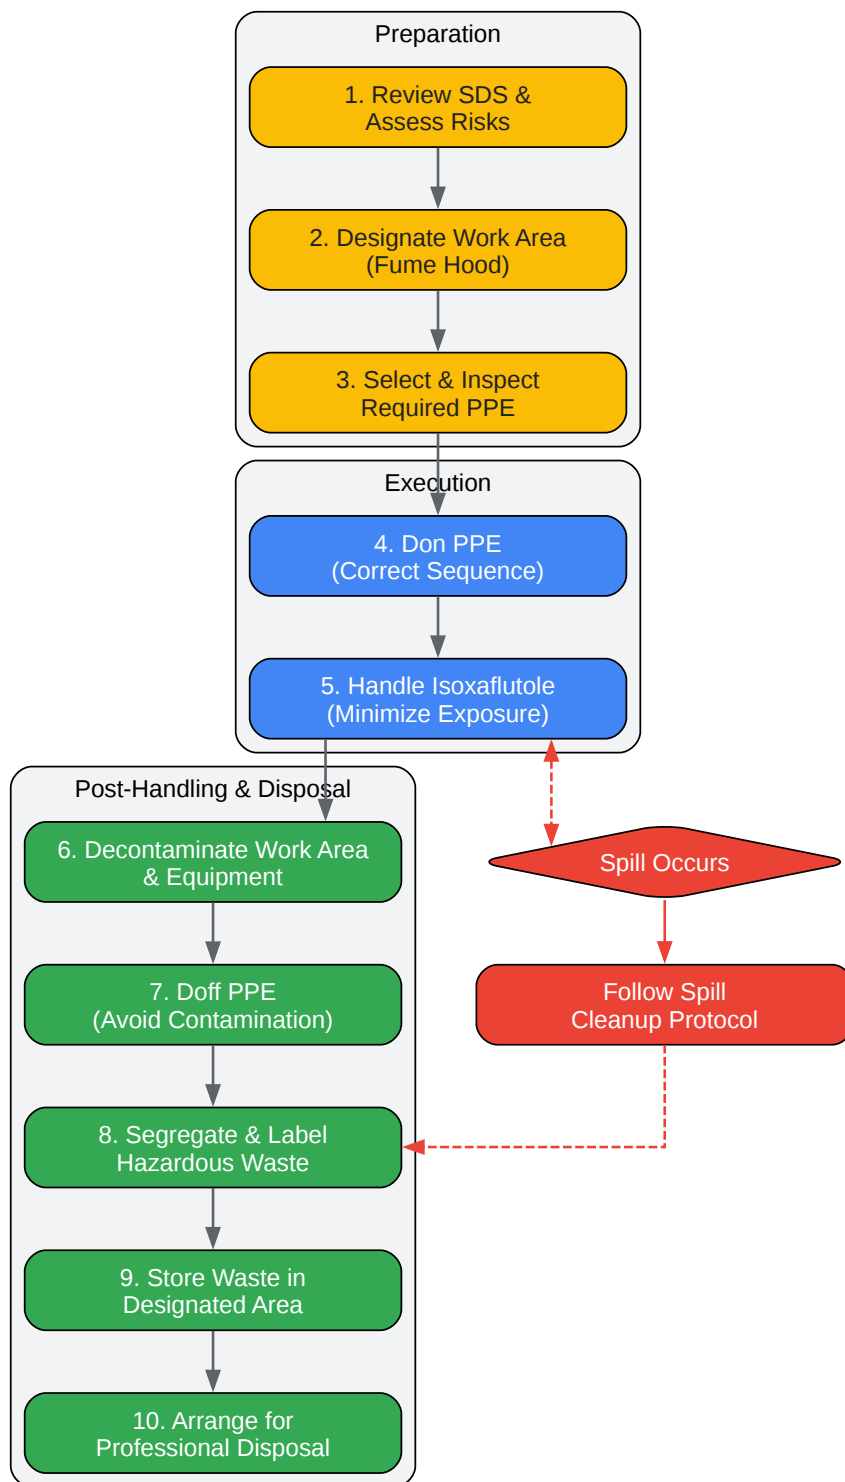 Preparation
1. Review SDS &
Assess Risks
2. Designate Work Area
(Fume Hood)
3. Select & Inspect
Required PPE
Execution
4. Don PPE
(Correct Sequence)
5. Handle Isoxaflutole
(Minimize Exposure)
Post-Handling & Disposal
6. Decontaminate Work Area
& Equipment
Spill Occurs
7. Doff PPE
(Avoid Contamination)
Follow Spill
Cleanup Protocol
8. Segregate & Label
Hazardous Waste
9. Store Waste in
Designated Area
10. Arrange for
Professional Disposal